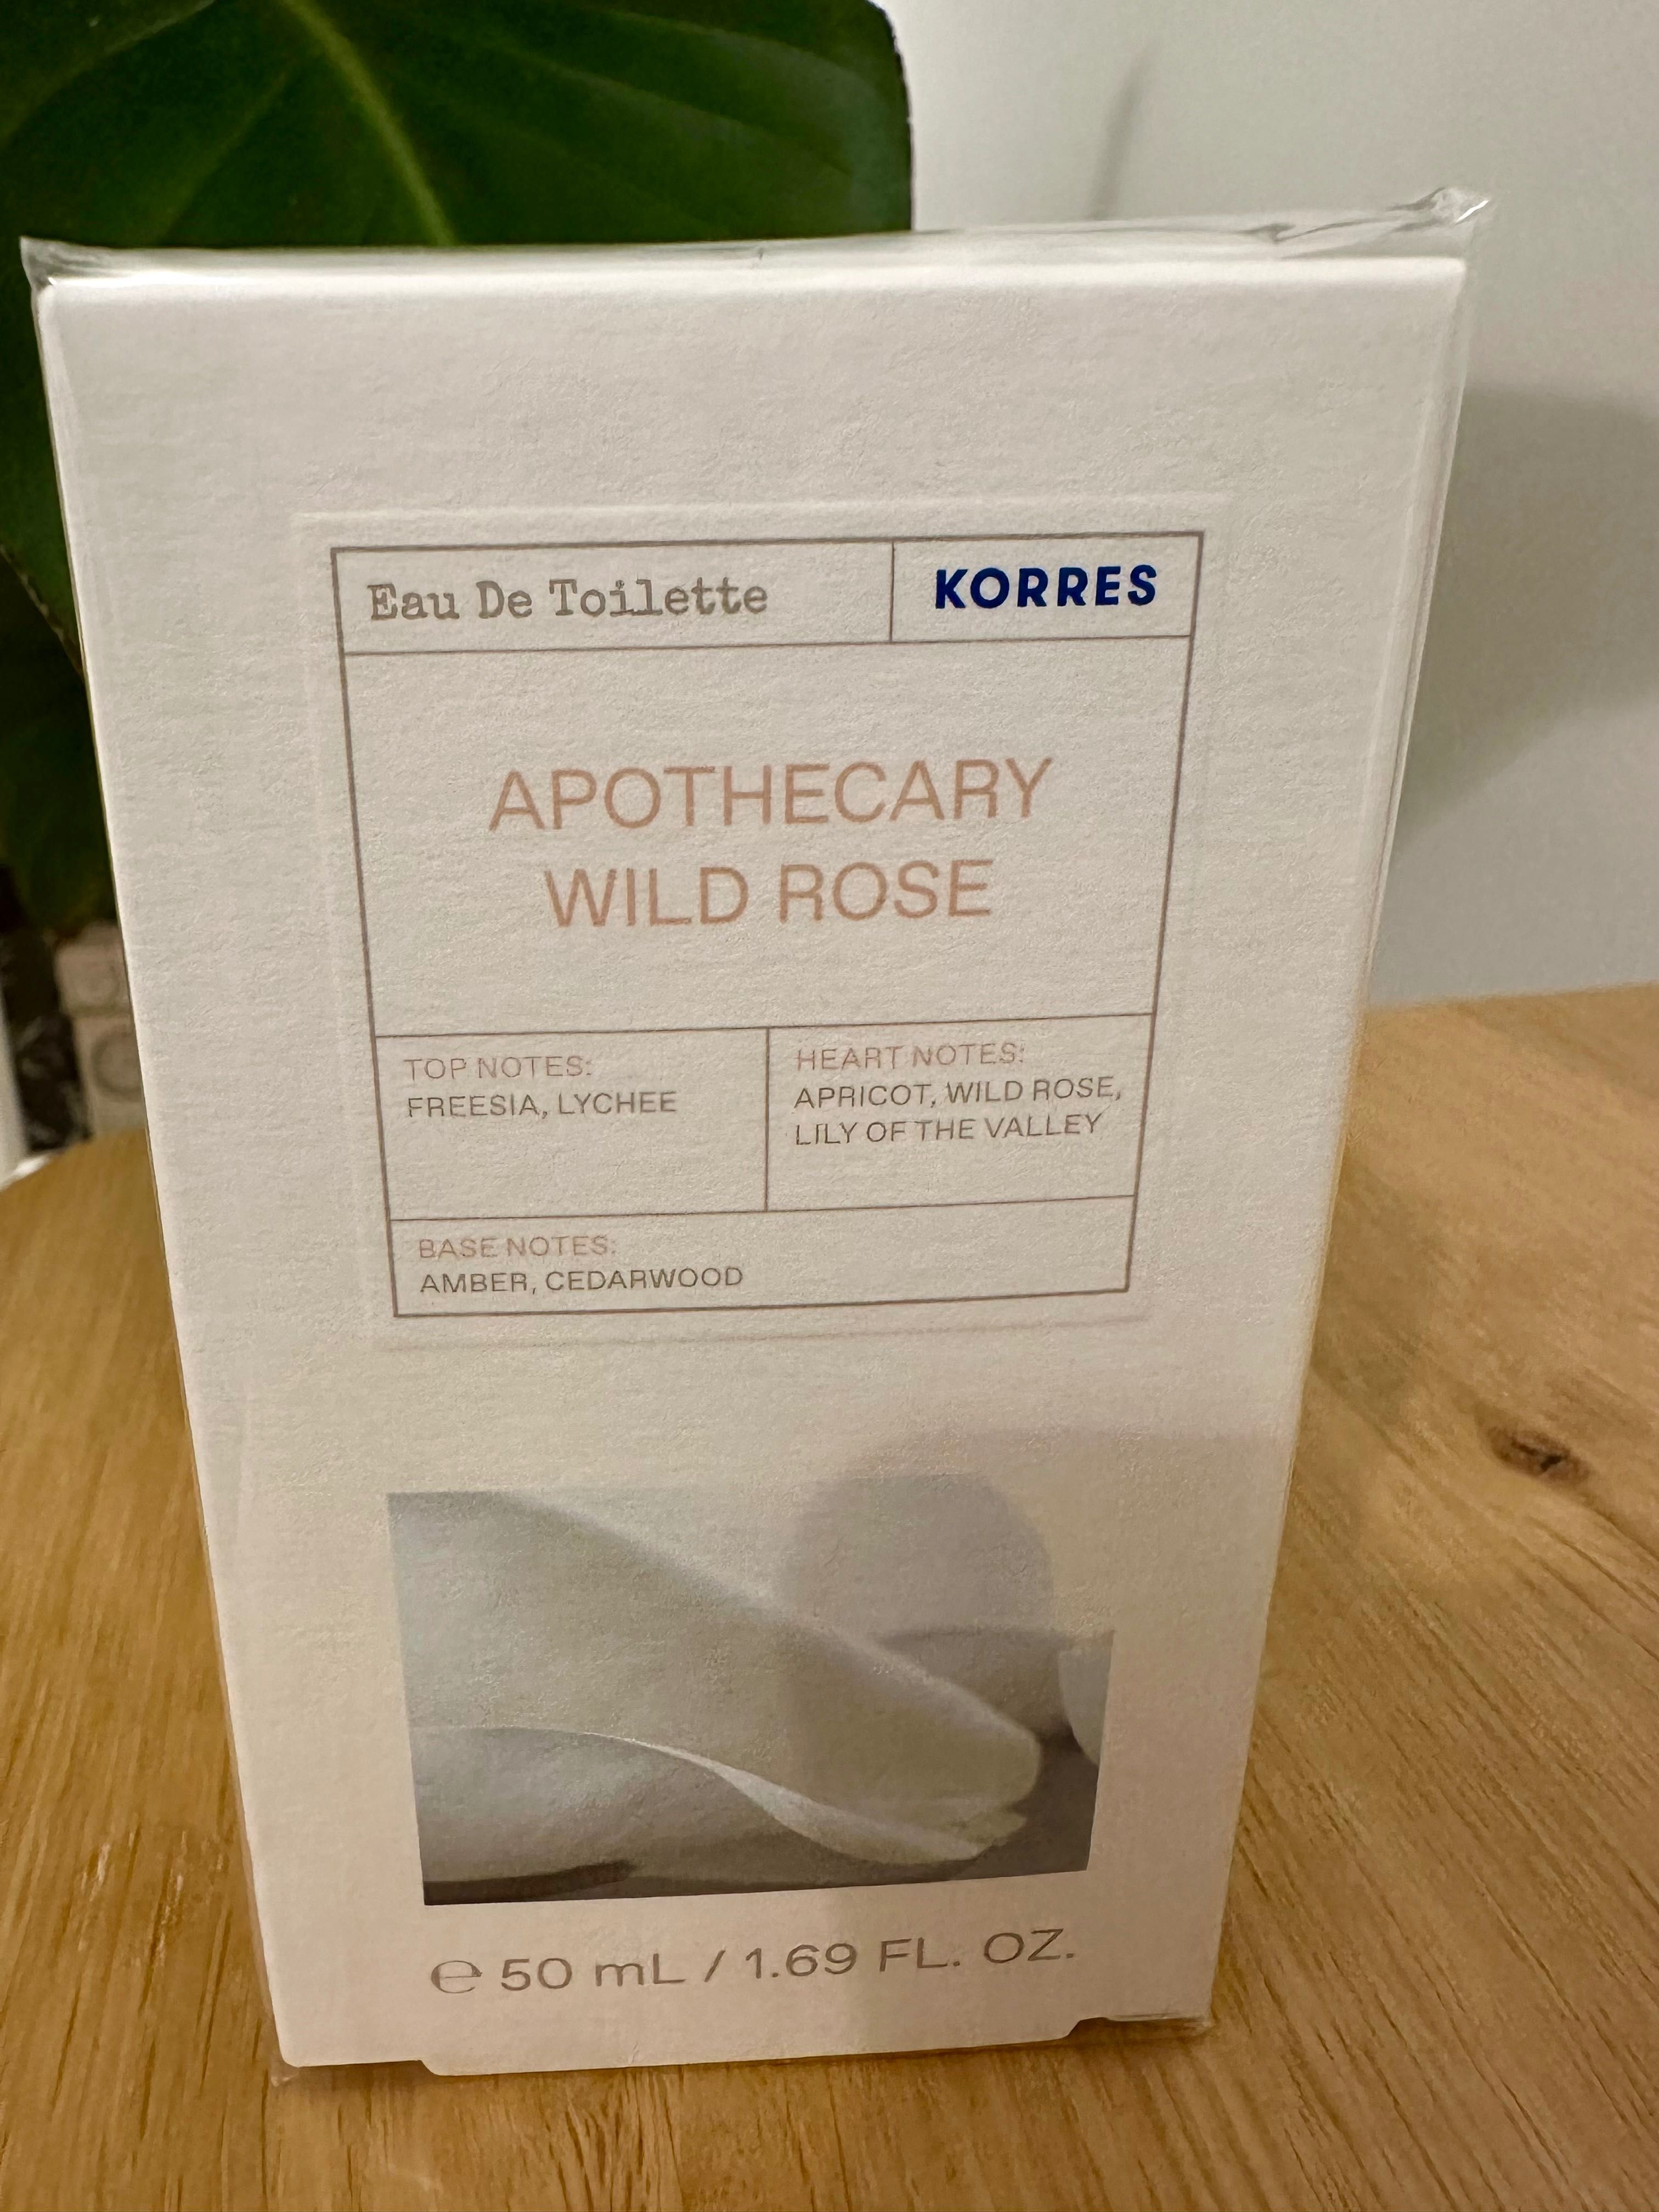 Eau De Toilette
KORRES
APOTHECARY
WILD ROSE
TOP NOTES:
FREESIA, LYCHEE
HEART NOTES:
APRICOT, WILD ROSE,
LILY OF THE VALLEY
BASE NOTES:
AMBER, CEDARWOOD
℮ 50 mL / 1.69 FL. OZ.